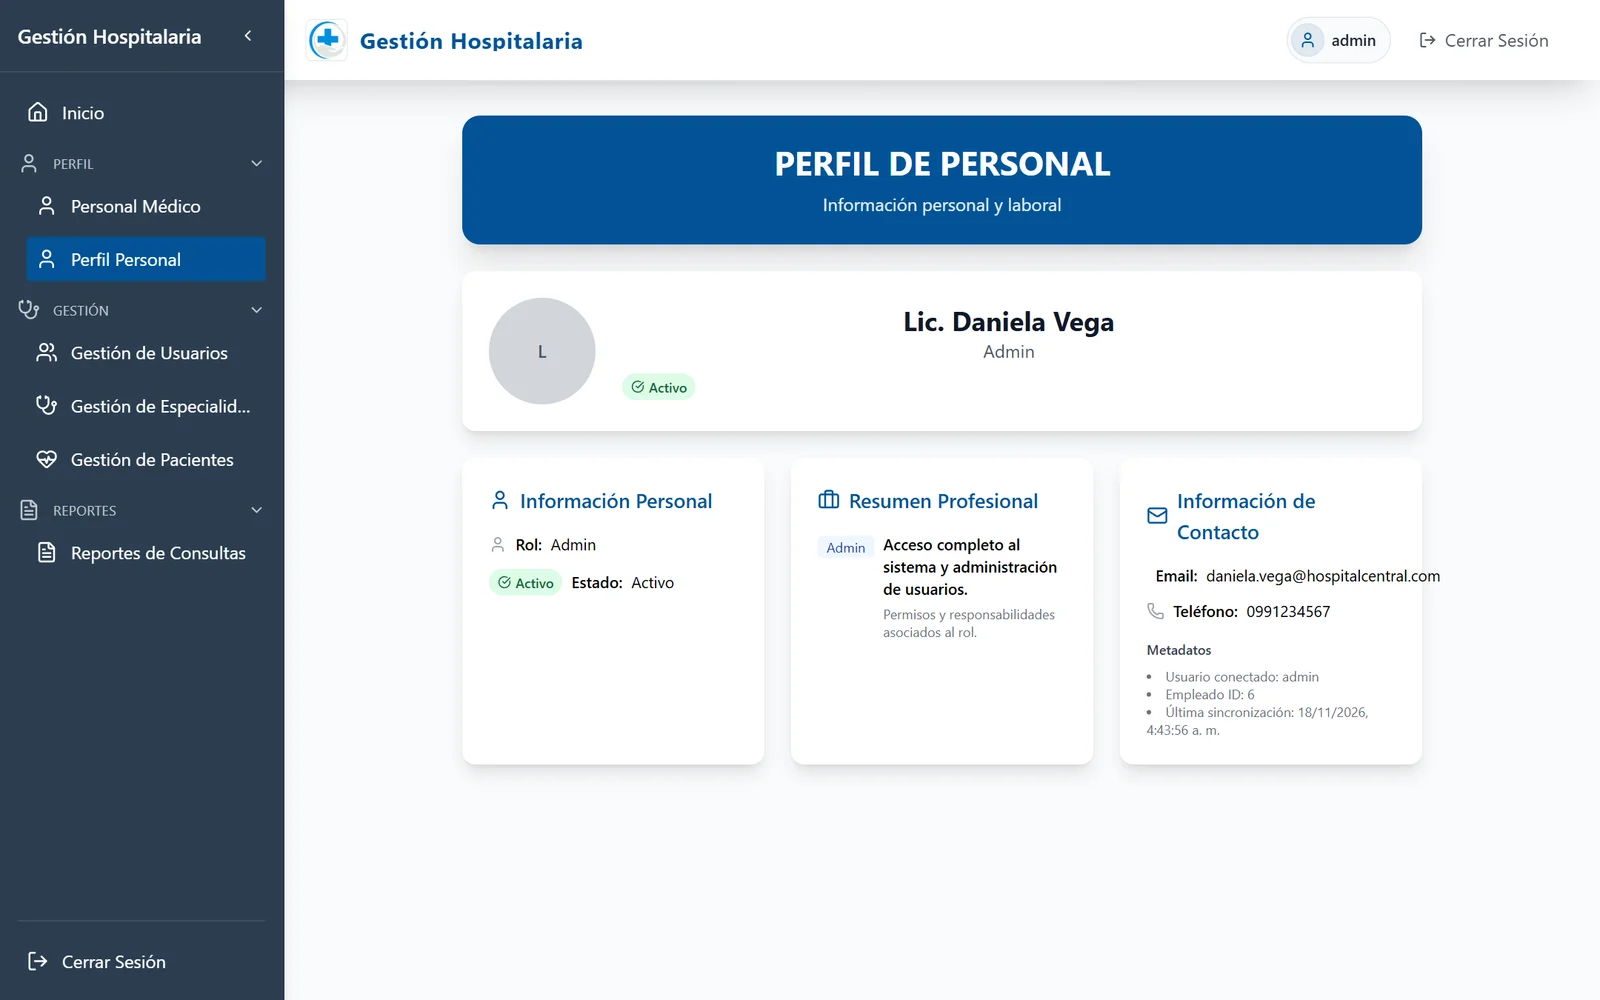 Gestión Hospitalaria
Inicio
PERFIL
Personal Médico
Perfil Personal
GESTIÓN
Gestión de Usuarios
Gestión de Especialid...
Gestión de Pacientes
REPORTES
Reportes de Consultas
Cerrar Sesión
Gestión Hospitalaria
admin
Cerrar Sesión
PERFIL DE PERSONAL
Información personal y laboral
L
Lic. Daniela Vega
Admin
Activo
Información Personal
Rol: Admin
Activo Estado: Activo
Resumen Profesional
Admin
Acceso completo al
sistema y administración
de usuarios.
Permisos y responsabilidades
asociados al rol.
Información de
Contacto
Email: daniela.vega@hospitalcentral.com
Teléfono: 0991234567
Metadatos
• Usuario conectado: admin
• Empleado ID: 6
• Última sincronización: 18/11/2026,
4:43:56 a. m.